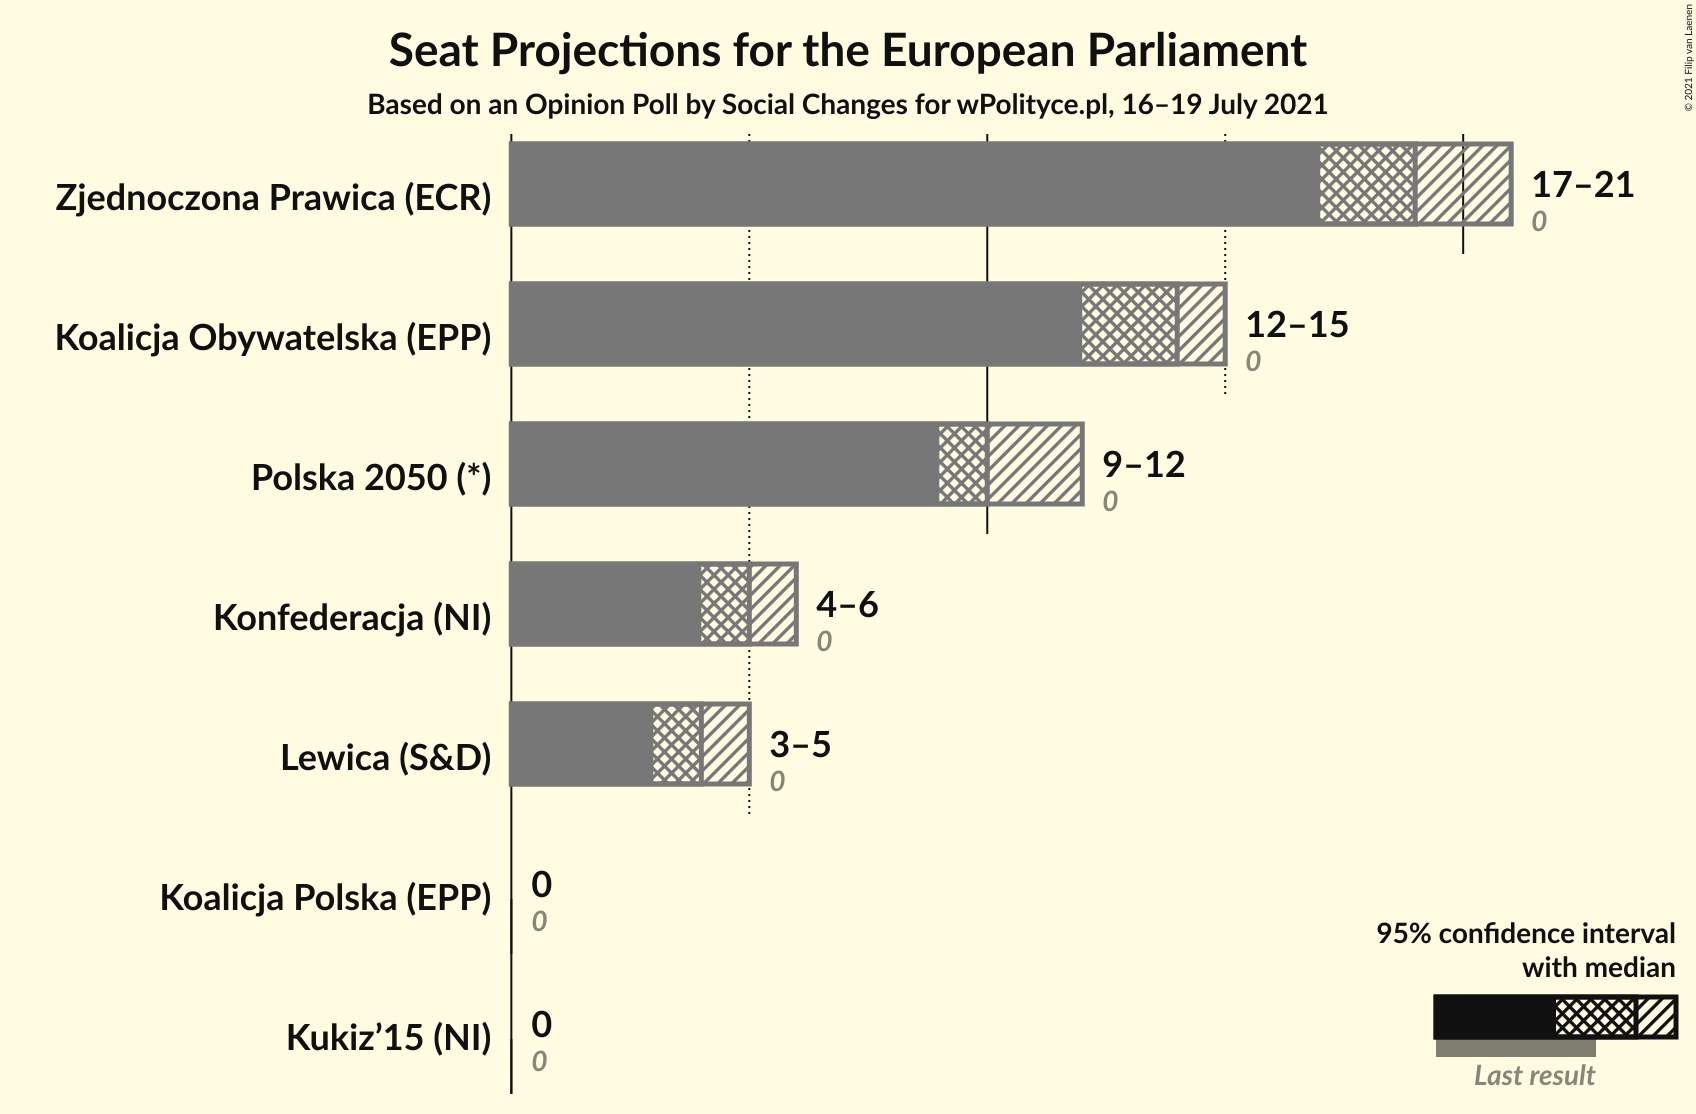 Seat Projections for the European Parliament
Based on an Opinion Poll by Social Changes for wPolityce.pl, 16–19 July 2021
© 2021 Filip van Laenen
Zjednoczona Prawica (ECR)
17–21
0
Koalicja Obywatelska (EPP)
12–15
0
Polska 2050 (*)
9–12
0
Konfederacja (NI)
4–6
0
Lewica (S&D)
3–5
0
Koalicja Polska (EPP)
0
0
Kukiz’15 (NI)
0
0
95% confidence interval
with median
Last result